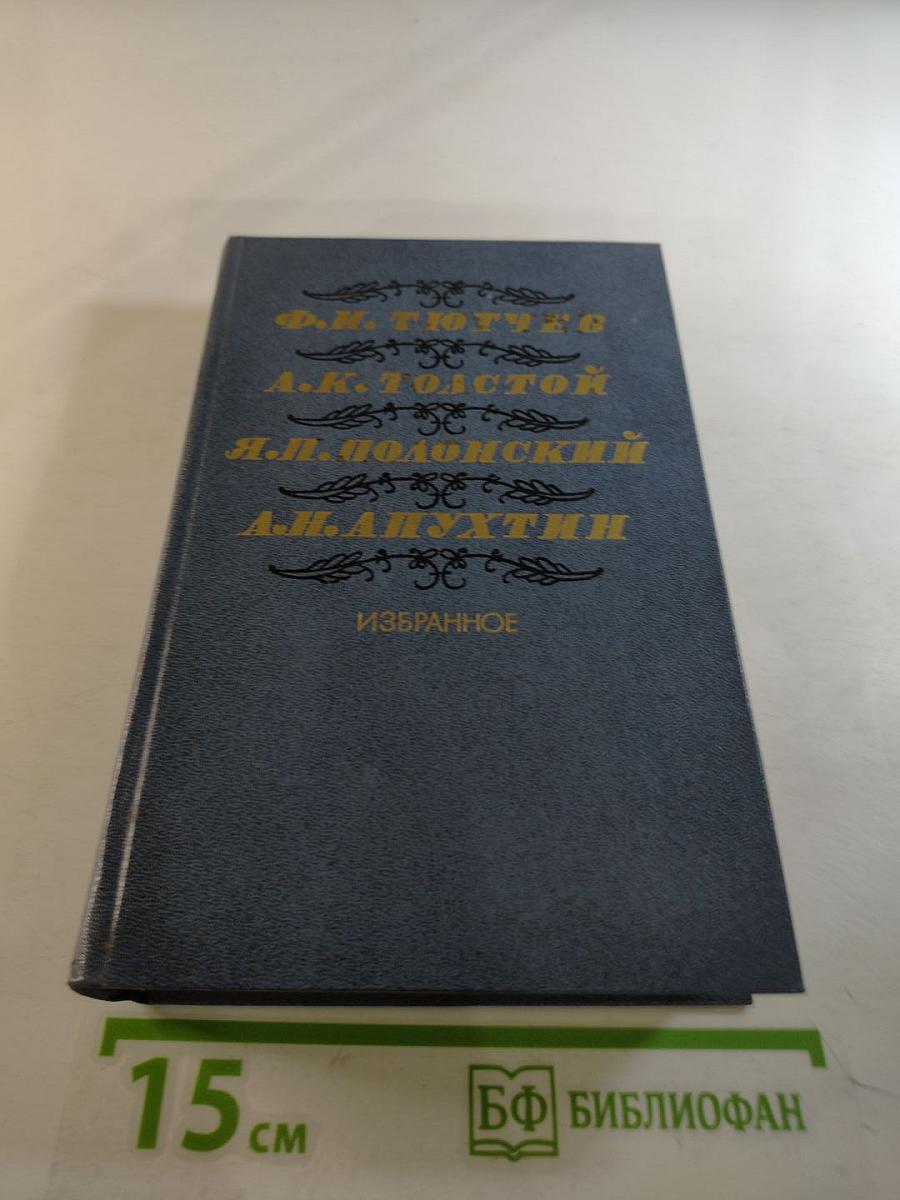 Ф.И. ТЮТЧЕВ
А.К. ТОЛСТОЙ
Я.П. ПОЛОНСКИЙ
А.Н. АПУХТИН
ИЗБРАННОЕ
15 см
БФ БИБЛИОФАН